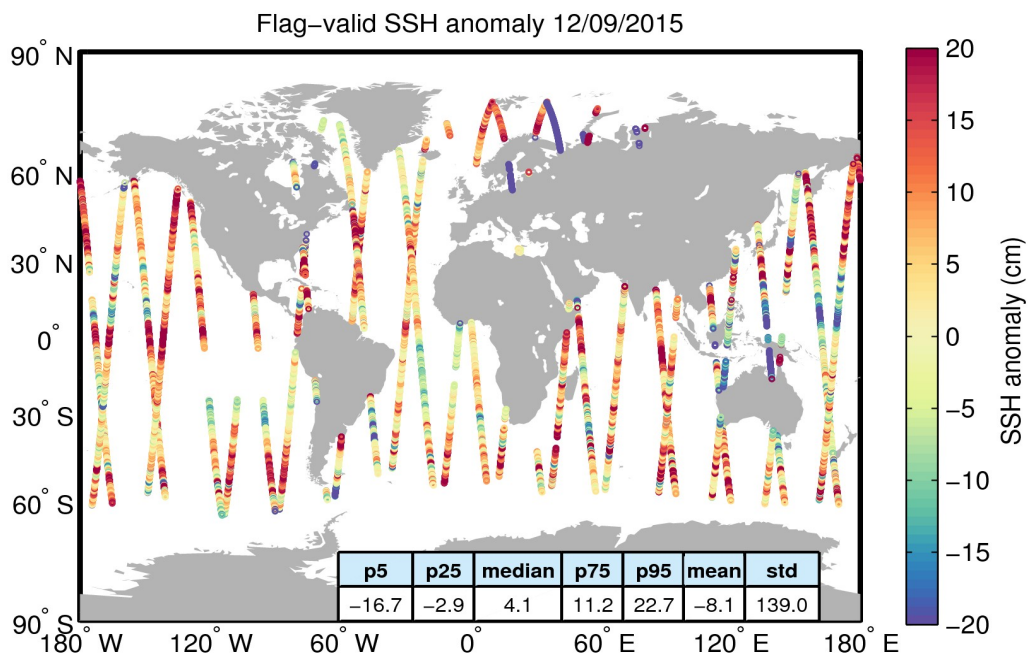 Flag−valid SSH anomaly 12/09/2015
90° N
60° N
30° N
0°
30° S
60° S
90° S
180° W
120° W
60° W
0°
60° E
120° E
180° E
p5 p25 median p75 p95 mean std
−16.7 −2.9 4.1 11.2 22.7 −8.1 139.0
20
15
10
5
0
−5
−10
−15
−20
SSH anomaly (cm)